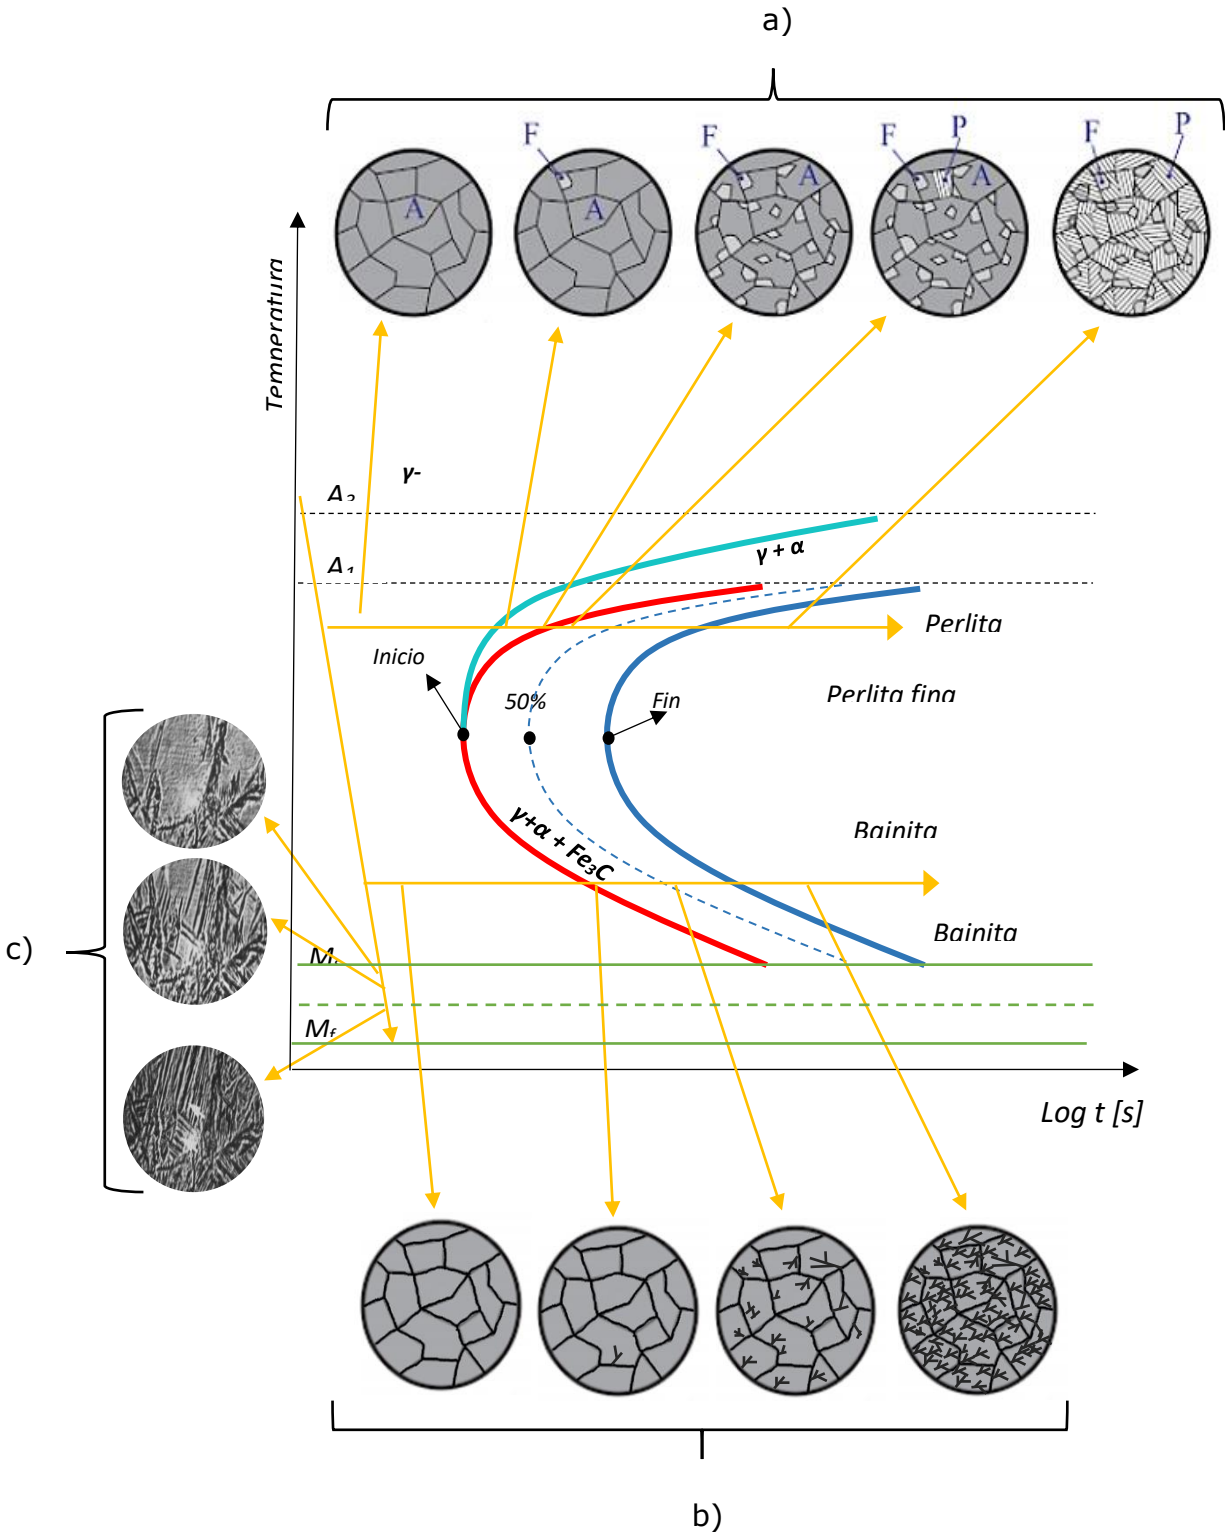 a)
F
F
F
P
F
P
A
A
A
A
Temperatura
γ-
A₃
γ + α
A₁
Perlita
Inicio
50%
Fin
Perlita fina
Bainita
γ+α + Fe₃C
Bainita
c)
Mf
Log t [s]
b)